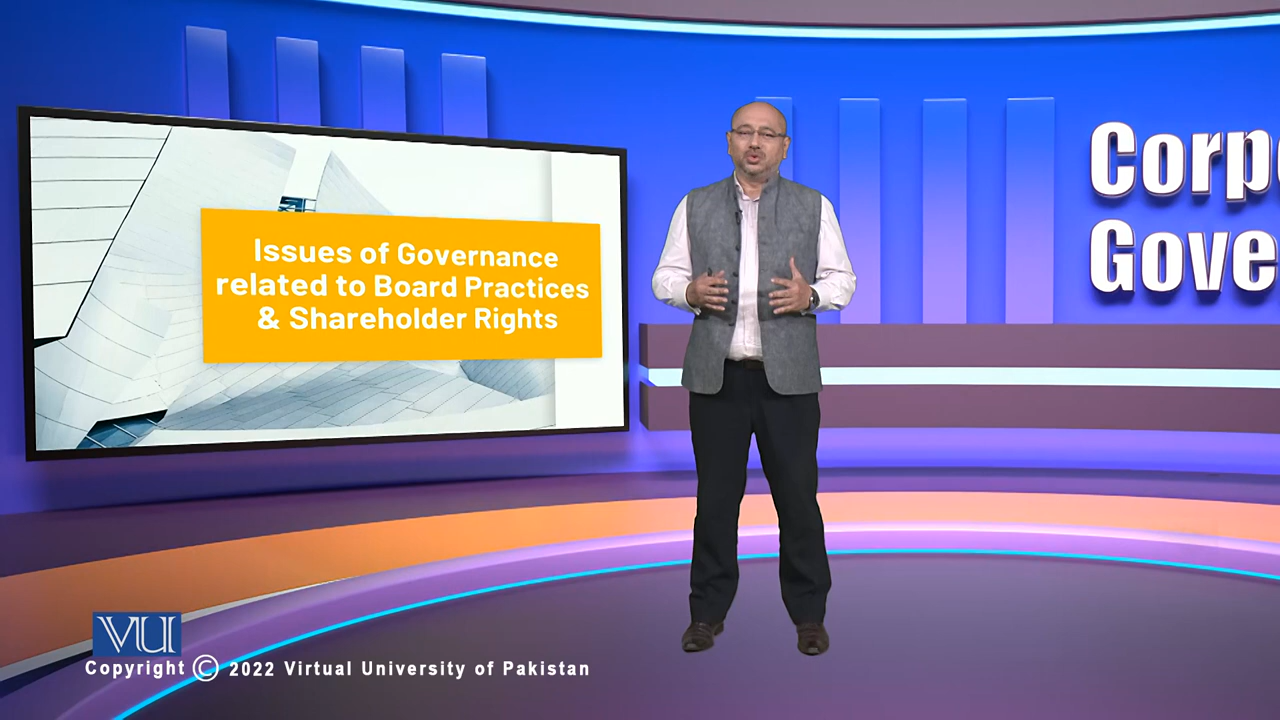 Issues of Governance
related to Board Practices
& Shareholder Rights
Corp
Gove
VU
Copyright © 2022 Virtual University of Pakistan